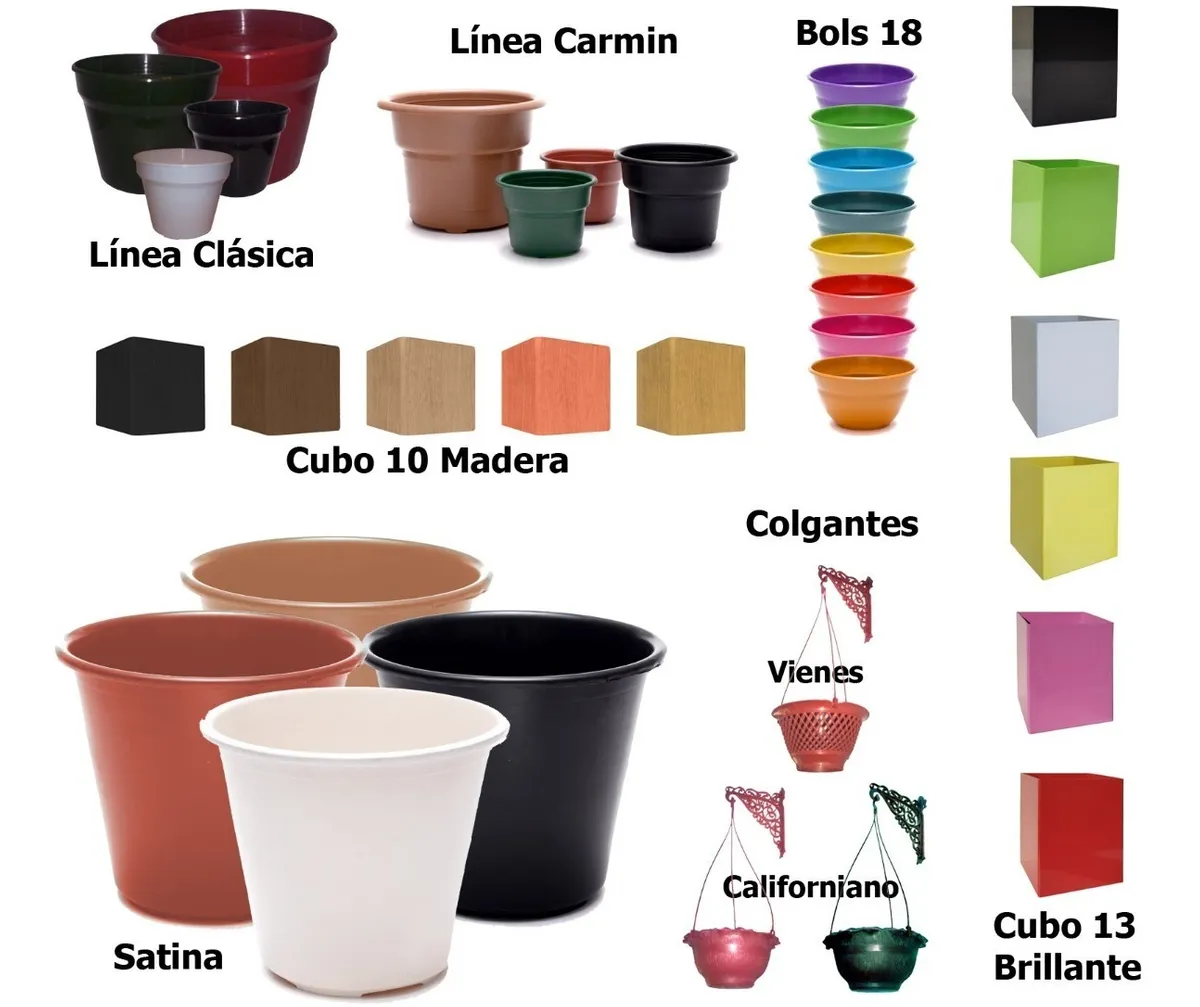 Línea Carmin
Bols 18
Línea Clásica
Cubo 10 Madera
Colgantes
Vienes
Californiano
Satina
Cubo 13
Brillante